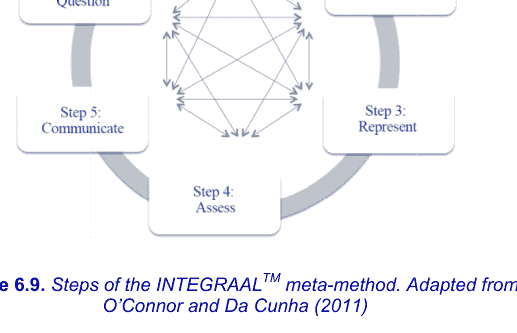 Question
Step 5:
Communicate
Step 3:
Represent
Step 4:
Assess
e 6.9. Steps of the INTEGRAAL™ meta-method. Adapted from
O'Connor and Da Cunha (2011)